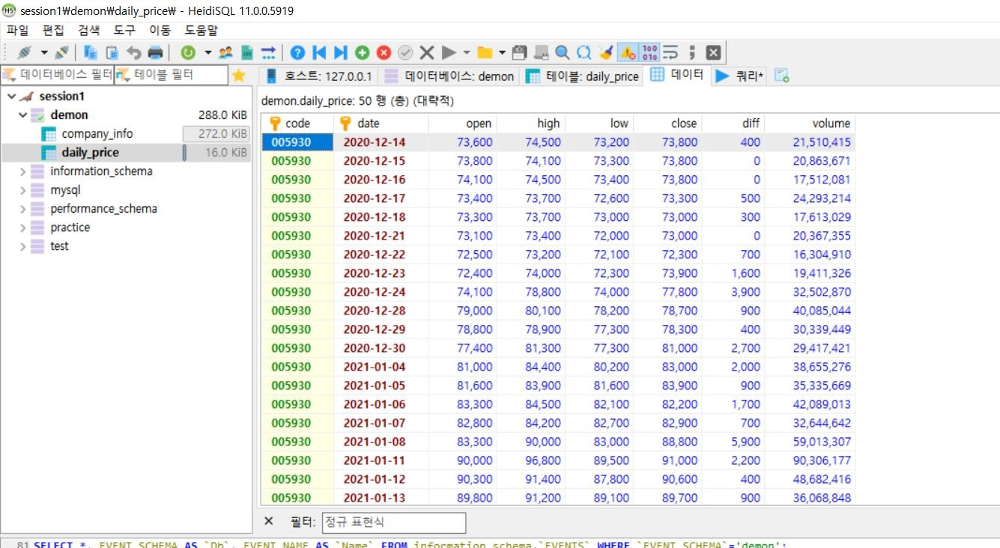 session1₩demon₩daily_price₩ - HeidiSQL 11.0.0.5919
파일 편집 검색 도구 이동 도움말
데이터베이스 필터 테이블 필터
호스트: 127.0.0.1 데이터베이스: demon 테이블: daily_price 데이터 쿼리*
session1
demon 288.0 KiB
company_info 272.0 KiB
daily_price 16.0 KiB
information_schema
mysql
performance_schema
practice
test
demon.daily_price: 50 행 (총) (대략적)
code date open high low close diff volume
005930 2020-12-14 73,600 74,500 73,200 73,800 400 21,510,415
005930 2020-12-15 73,800 74,100 73,300 73,800 0 20,863,671
005930 2020-12-16 74,100 74,500 73,400 73,800 0 17,512,081
005930 2020-12-17 73,400 73,700 72,600 73,300 500 24,293,214
005930 2020-12-18 73,300 73,700 73,000 73,000 300 17,613,029
005930 2020-12-21 73,100 73,400 72,000 73,000 0 20,367,355
005930 2020-12-22 72,500 73,200 72,100 72,300 700 16,304,910
005930 2020-12-23 72,400 74,000 72,300 73,900 1,600 19,411,326
005930 2020-12-24 74,100 78,800 74,000 77,800 3,900 32,502,870
005930 2020-12-28 79,000 80,100 78,200 78,700 900 40,085,044
005930 2020-12-29 78,800 78,900 77,300 78,300 400 30,339,449
005930 2020-12-30 77,400 81,300 77,300 81,000 2,700 29,417,421
005930 2021-01-04 81,000 84,400 80,200 83,000 2,000 38,655,276
005930 2021-01-05 81,600 83,900 81,600 83,900 900 35,335,669
005930 2021-01-06 83,300 84,500 82,100 82,200 1,700 42,089,013
005930 2021-01-07 82,800 84,200 82,700 82,900 700 32,644,642
005930 2021-01-08 83,300 90,000 83,000 88,800 5,900 59,013,307
005930 2021-01-11 90,000 96,800 89,500 91,000 2,200 90,306,177
005930 2021-01-12 90,300 91,400 87,800 90,600 400 48,682,416
005930 2021-01-13 89,800 91,200 89,100 89,700 900 36,068,848
필터: 정규 표현식
81 SELECT *, EVENT_SCHEMA AS `Db`, EVENT_NAME AS `Name` FROM information_schema.`EVENTS` WHERE `EVENT_SCHEMA`='demon';